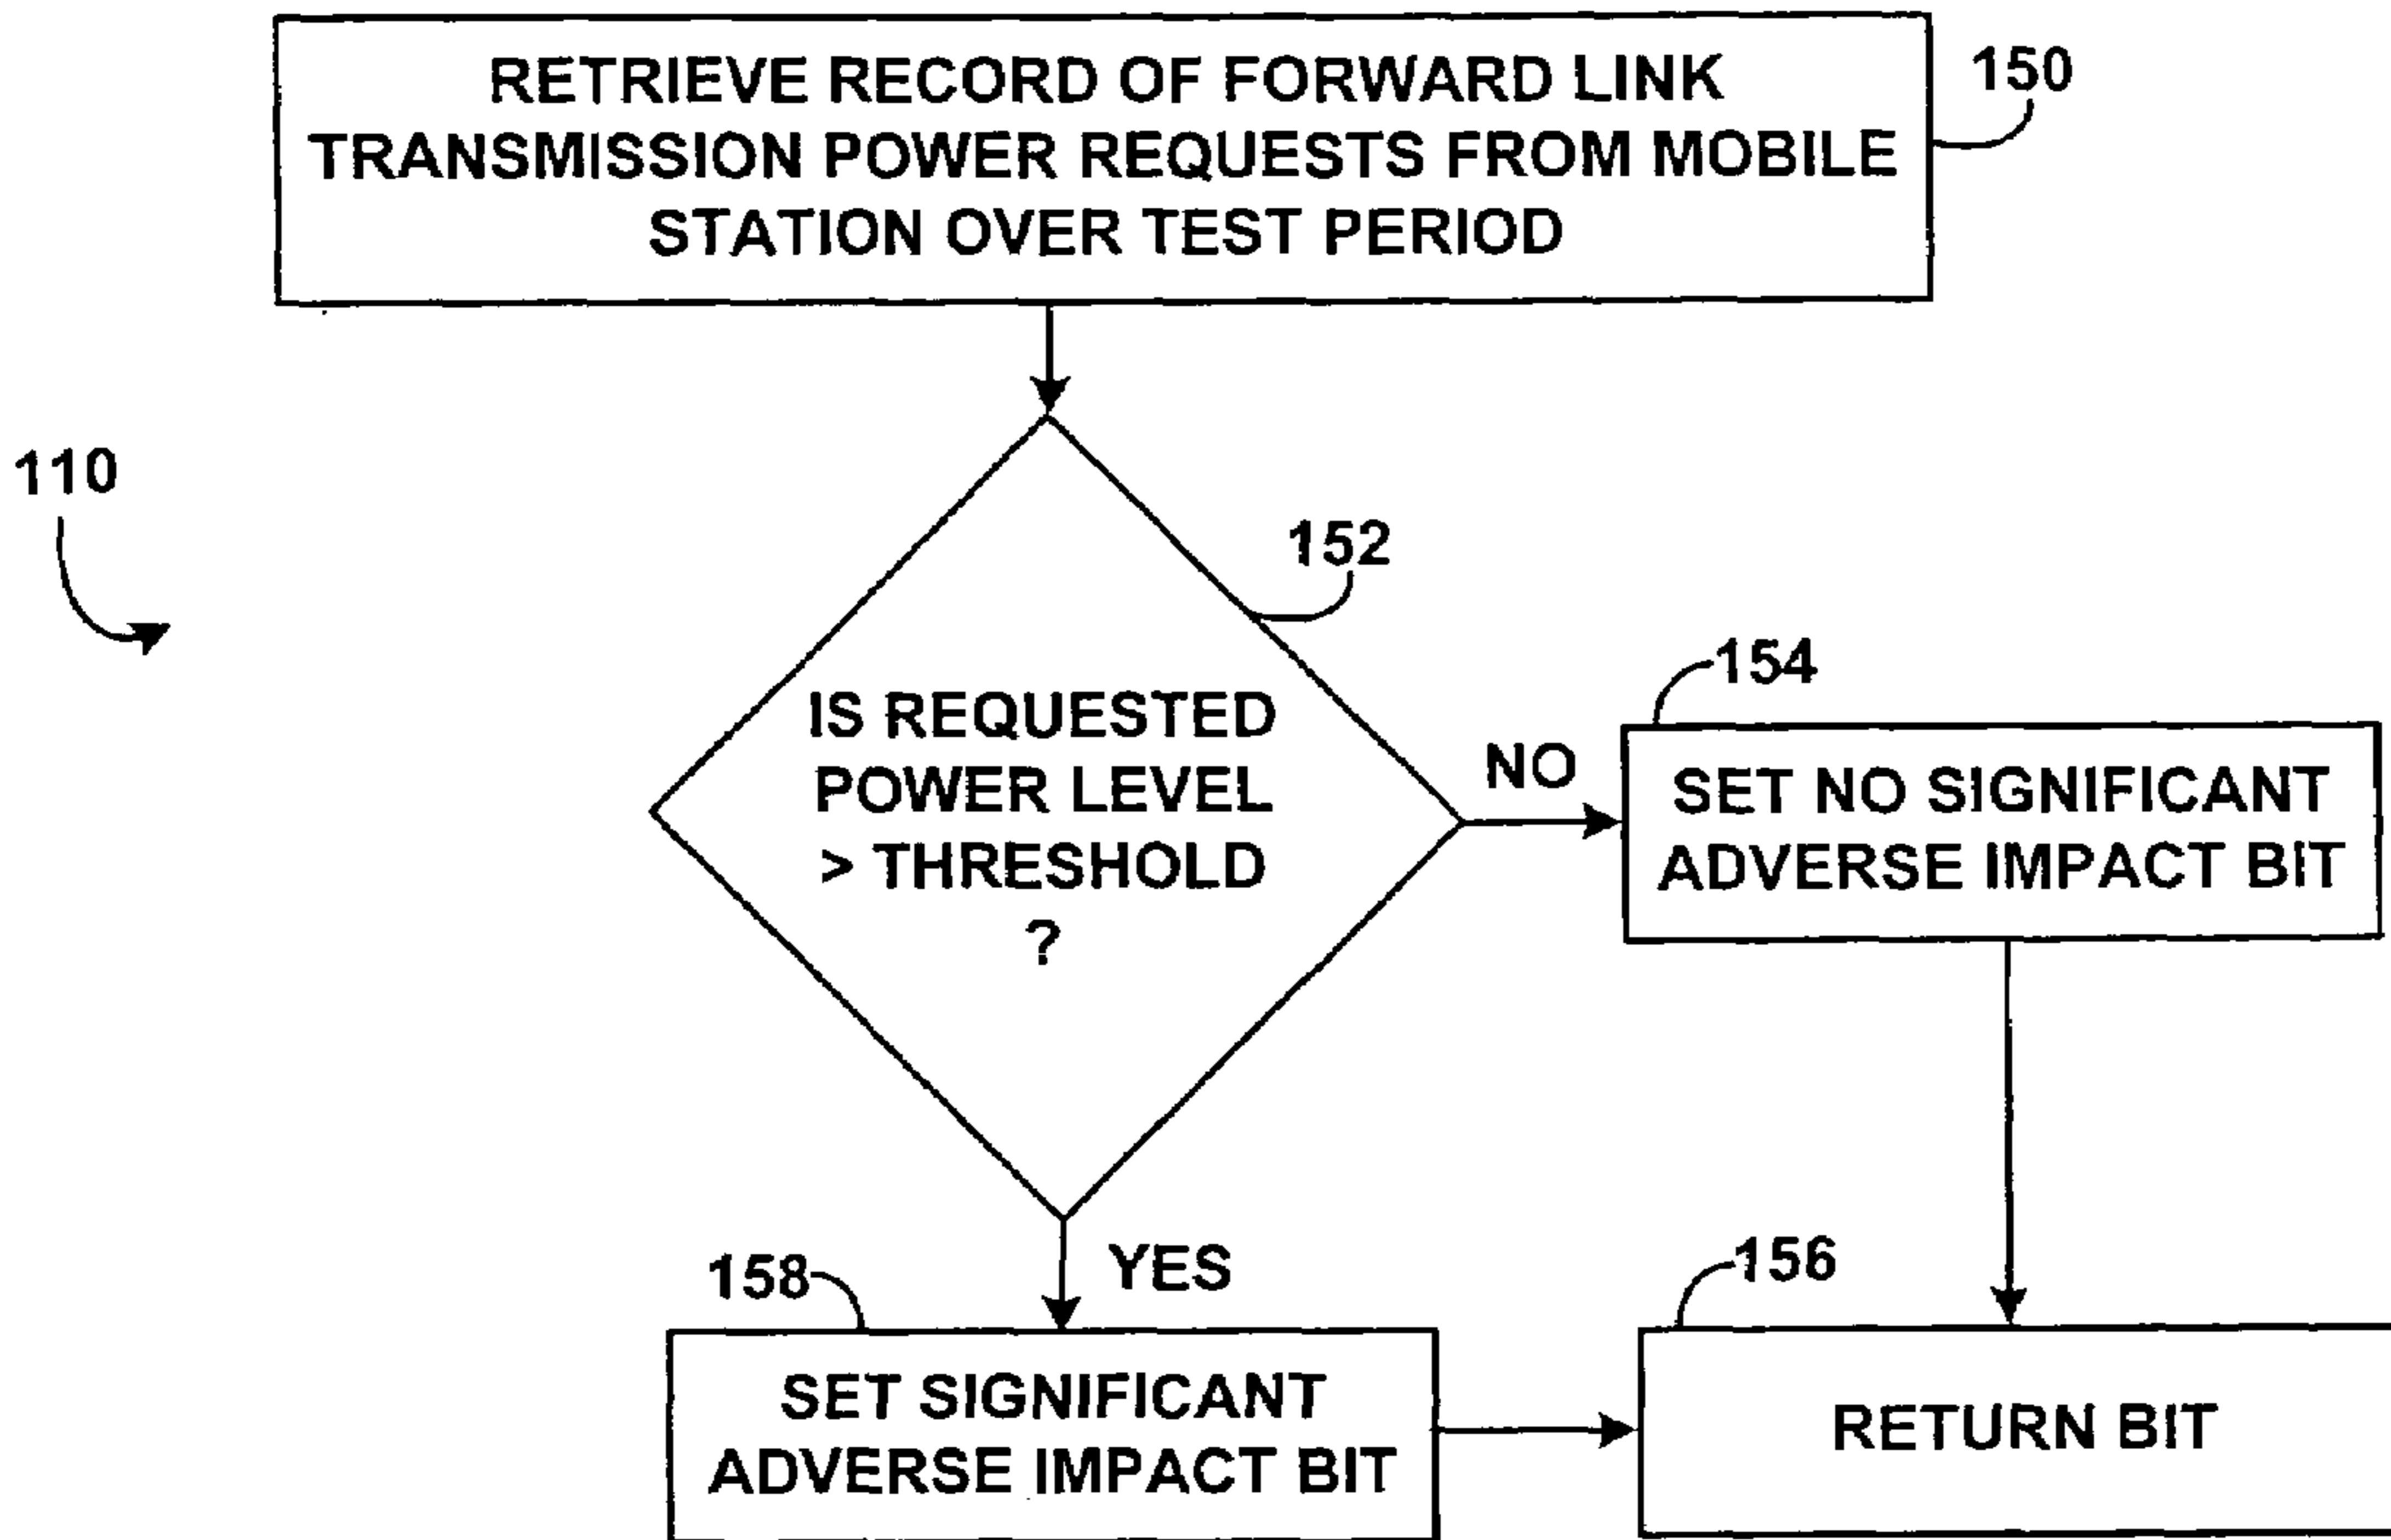 RETRIEVE RECORD OF FORWARD LINK
TRANSMISSION POWER REQUESTS FROM MOBILE
STATION OVER TEST PERIOD
150
110
152
IS REQUESTED
POWER LEVEL
> THRESHOLD
?
NO
154
SET NO SIGNIFICANT
ADVERSE IMPACT BIT
YES
158
SET SIGNIFICANT
ADVERSE IMPACT BIT
156
RETURN BIT